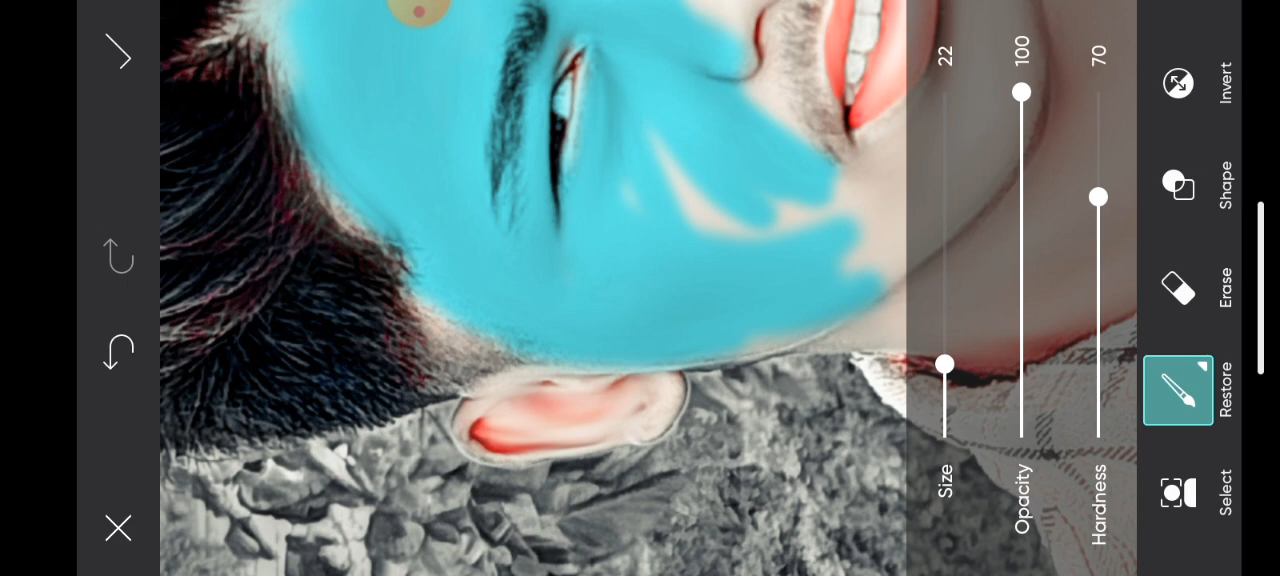 Size 22
Opacity 100
Hardness 70
Select
Restore
Erase
Shape
Invert